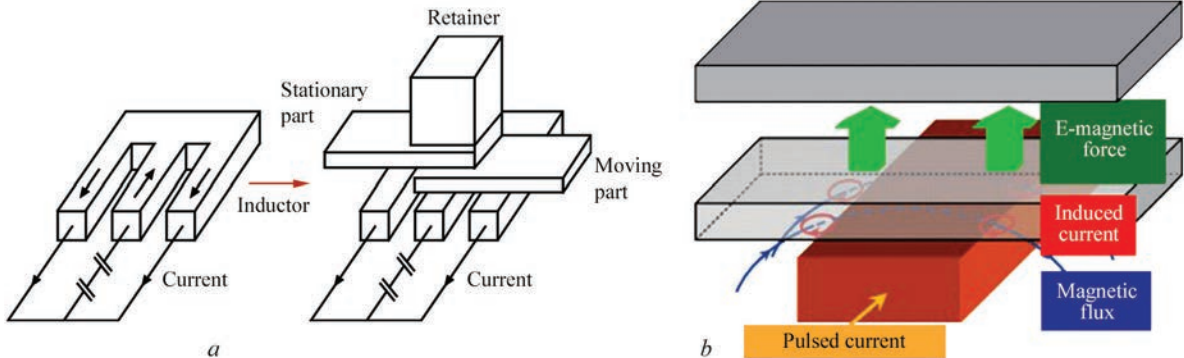 Retainer
Stationary
part
Moving
part
Inductor
Current
Current
a
E-magnetic
force
Induced
current
Magnetic
flux
Pulsed current
b